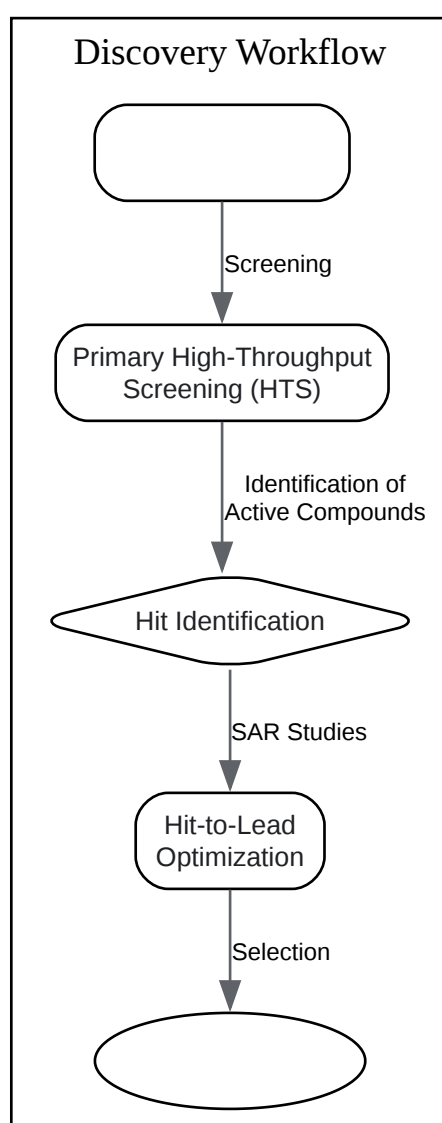 Discovery Workflow
Screening
Primary High-Throughput
Screening (HTS)
Identification of
Active Compounds
Hit Identification
SAR Studies
Hit-to-Lead
Optimization
Selection